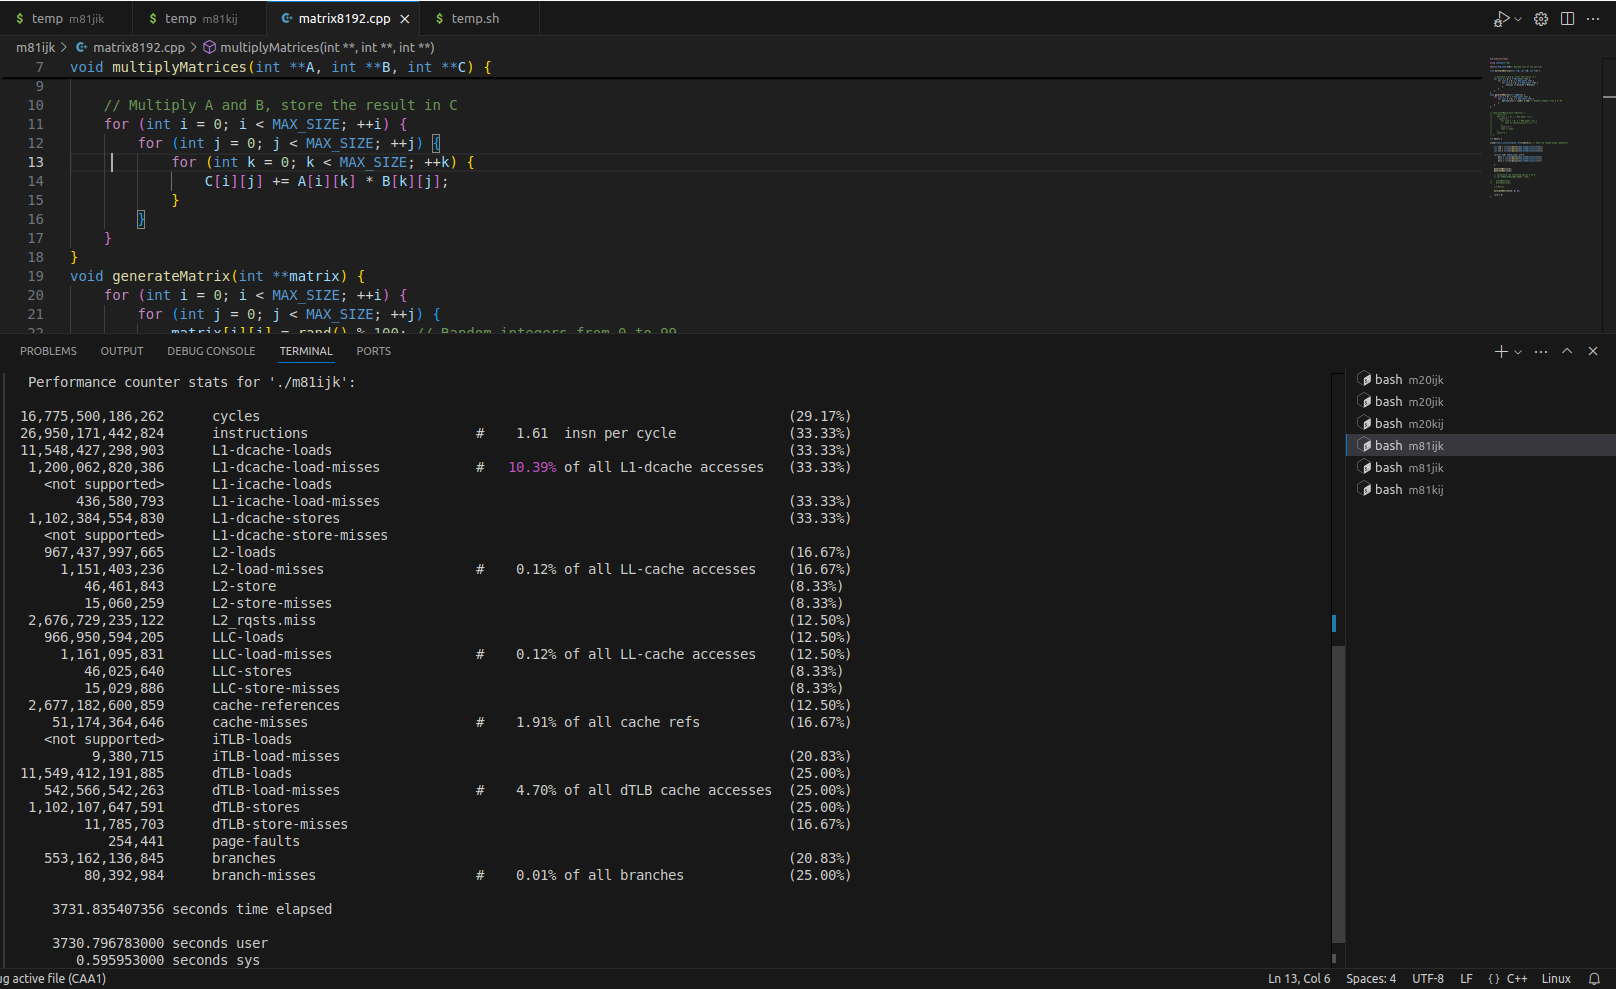 $ temp m81jik $ temp m81kij matrix8192.cpp $ temp.sh
m81ijk > matrix8192.cpp > multiplyMatrices(int **, int **, int **)
7 void multiplyMatrices(int **A, int **B, int **C) {
9
10 // Multiply A and B, store the result in C
11 for (int i = 0; i < MAX_SIZE; ++i) {
12 for (int j = 0; j < MAX_SIZE; ++j) {
13 for (int k = 0; k < MAX_SIZE; ++k) {
14 C[i][j] += A[i][k] * B[k][j];
15 }
16 }
17 }
18 }
19 void generateMatrix(int **matrix) {
20 for (int i = 0; i < MAX_SIZE; ++i) {
21 for (int j = 0; j < MAX_SIZE; ++j) {
22 matrix[i][j] = rand() % 100; // Random integers from 0 to 99
PROBLEMS OUTPUT DEBUG CONSOLE TERMINAL PORTS
Performance counter stats for './m81ijk':
16,775,500,186,262 cycles (29.17%)
26,950,171,442,824 instructions # 1.61 insn per cycle (33.33%)
11,548,427,298,903 L1-dcache-loads (33.33%)
1,200,062,820,386 L1-dcache-load-misses # 10.39% of all L1-dcache accesses (33.33%)
<not supported> L1-icache-loads
436,580,793 L1-icache-load-misses (33.33%)
1,102,384,554,830 L1-dcache-stores (33.33%)
<not supported> L1-dcache-store-misses
967,437,997,665 L2-loads (16.67%)
1,151,403,236 L2-load-misses # 0.12% of all LL-cache accesses (16.67%)
46,461,843 L2-store (8.33%)
15,060,259 L2-store-misses (8.33%)
2,676,729,235,122 L2_rqsts.miss (12.50%)
966,950,594,205 LLC-loads (12.50%)
1,161,095,831 LLC-load-misses # 0.12% of all LL-cache accesses (12.50%)
46,025,640 LLC-stores (8.33%)
15,029,886 LLC-store-misses (8.33%)
2,677,182,600,859 cache-references (12.50%)
51,174,364,646 cache-misses # 1.91% of all cache refs (16.67%)
<not supported> iTLB-loads
9,380,715 iTLB-load-misses (20.83%)
11,549,412,191,885 dTLB-loads (25.00%)
542,566,542,263 dTLB-load-misses # 4.70% of all dTLB cache accesses (25.00%)
1,102,107,647,591 dTLB-stores (25.00%)
11,785,703 dTLB-store-misses (16.67%)
254,441 page-faults
553,162,136,845 branches (20.83%)
80,392,984 branch-misses # 0.01% of all branches (25.00%)
3731.835407356 seconds time elapsed
3730.796783000 seconds user
0.595953000 seconds sys
bash m20ijk
bash m20jik
bash m20kij
bash m81ijk
bash m81jik
bash m81kij
ug active file (CAA1) Ln 13, Col 6 Spaces: 4 UTF-8 LF {} C++ Linux